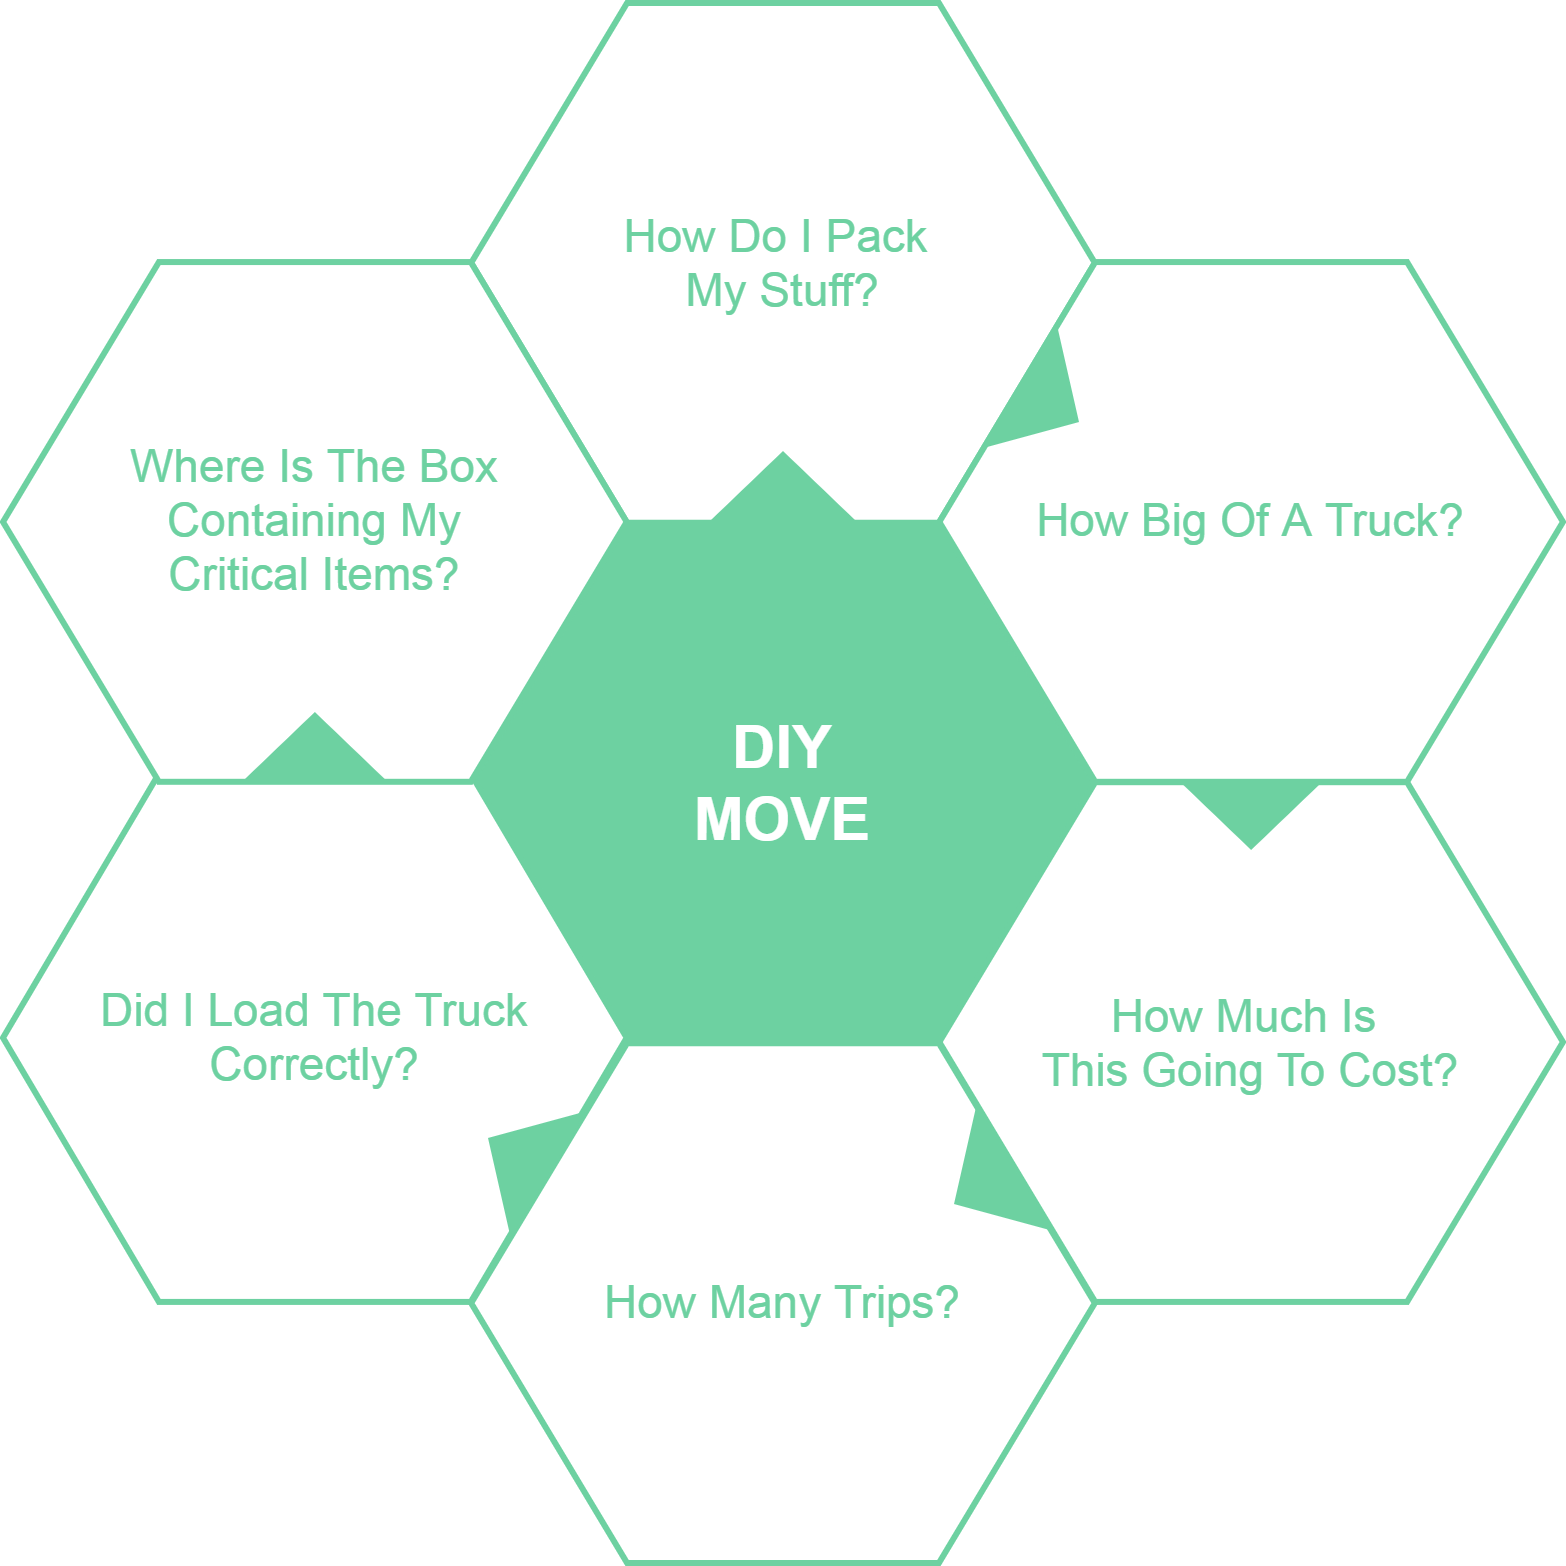 DIY
MOVE
How Do I Pack
My Stuff?
How Big Of A Truck?
How Much Is
This Going To Cost?
How Many Trips?
Did I Load The Truck
Correctly?
Where Is The Box
Containing My
Critical Items?